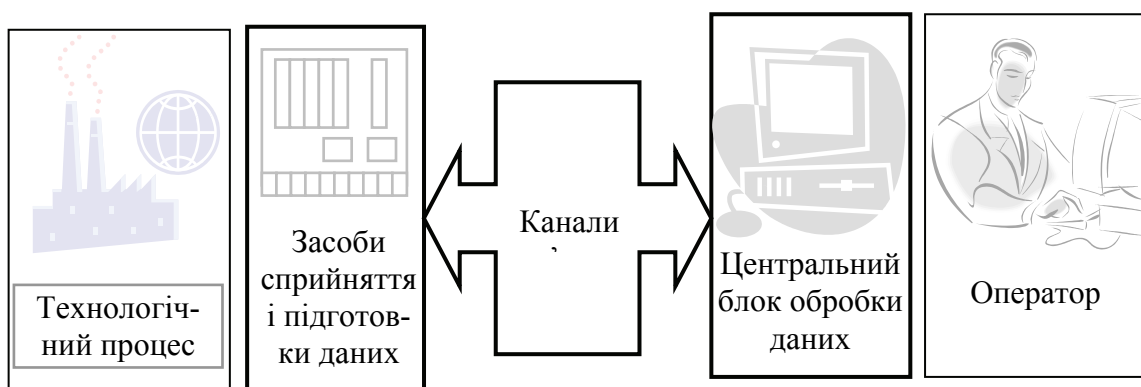 Технологіч-
ний процес
Засоби
сприйняття
і підготов-
ки даних
Канали
Центральний
блок обробки
даних
Оператор